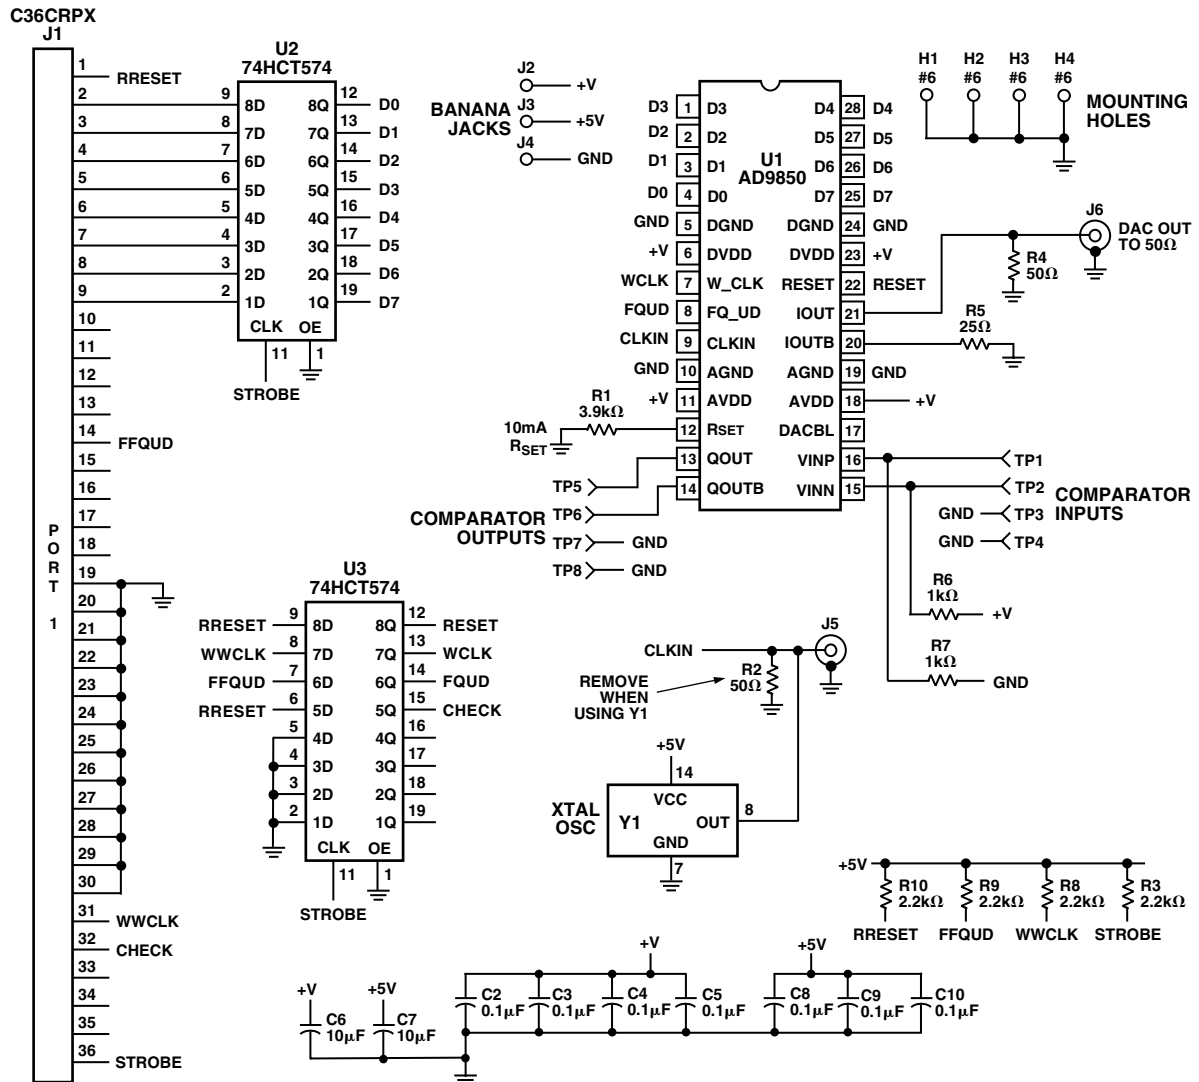 C36CRPX
J1
PORT 1
1 RRESET
2
3
4
5
6
7
8
9
10
11
12
13
14 FFQUD
15
16
17
18
19
20
21
22
23
24
25
26
27
28
29
30
31 WWCLK
32 CHECK
33
34
35
36 STROBE
U2
74HCT574
9 8D 8Q 12 D0
8 7D 7Q 13 D1
7 6D 6Q 14 D2
6 5D 5Q 15 D3
5 4D 4Q 16 D4
4 3D 3Q 17 D5
3 2D 2Q 18 D6
2 1D 1Q 19 D7
CLK OE
11 1
STROBE
BANANA
JACKS
J2 +V
J3 +5V
J4 GND
U1
AD9850
D3 1 D3 D4 28 D4
D2 2 D2 D5 27 D5
D1 3 D1 D6 26 D6
D0 4 D0 D7 25 D7
GND 5 DGND DGND 24 GND
+V 6 DVDD DVDD 23 +V
WCLK 7 W_CLK RESET 22 RESET
FQUD 8 FQ_UD IOUT 21
CLKIN 9 CLKIN IOUTB 20
GND 10 AGND AGND 19 GND
+V 11 AVDD AVDD 18 +V
12 RSET DACBL 17
13 QOUT VINP 16
14 QOUTB VINN 15
R1
3.9kΩ
10mA
RSET
H1 H2 H3 H4
#6 #6 #6 #6
MOUNTING
HOLES
J6
DAC OUT
TO 50Ω
R4
50Ω
R5
25Ω
TP5
TP6
TP7 GND
TP8 GND
COMPARATOR
OUTPUTS
TP1
TP2
GND TP3
GND TP4
COMPARATOR
INPUTS
R6
1kΩ
+V
R7
1kΩ
GND
U3
74HCT574
RRESET 9 8D 8Q 12 RESET
WWCLK 8 7D 7Q 13 WCLK
FFQUD 7 6D 6Q 14 FQUD
RRESET 6 5D 5Q 15 CHECK
5 4D 4Q 16
4 3D 3Q 17
3 2D 2Q 18
2 1D 1Q 19
CLK OE
11 1
STROBE
CLKIN
J5
R2
50Ω
REMOVE
WHEN
USING Y1
+5V
14
XTAL
OSC
VCC
Y1 OUT 8
GND
7
+5V
R10
2.2kΩ
R9
2.2kΩ
R8
2.2kΩ
R3
2.2kΩ
RRESET FFQUD WWCLK STROBE
+V
C6
10μF
+5V
C7
10μF
+V
C2
0.1μF
C3
0.1μF
C4
0.1μF
C5
0.1μF
+5V
C8
0.1μF
C9
0.1μF
C10
0.1μF